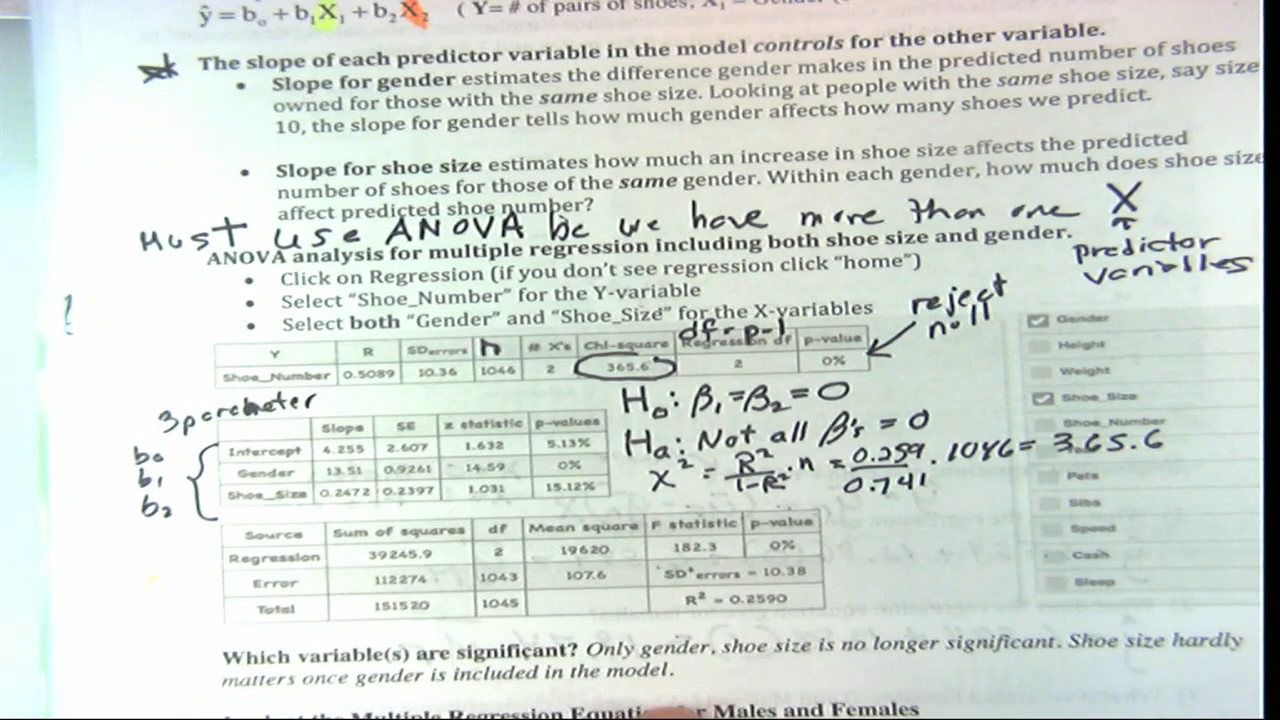 ŷ = b₀ + b₁X₁ + b₂X₂ ( Y= # of pairs of shoes,
The slope of each predictor variable in the model controls for the other variable.
• Slope for gender estimates the difference gender makes in the predicted number of shoes
owned for those with the same shoe size. Looking at people with the same shoe size, say size
10, the slope for gender tells how much gender affects how many shoes we predict.
• Slope for shoe size estimates how much an increase in shoe size affects the predicted
number of shoes for those of the same gender. Within each gender, how much does shoe size
affect predicted shoe number?
Must use ANOVA bc we have more than one X
predictor
variables
ANOVA analysis for multiple regression including both shoe size and gender.
• Click on Regression (if you don't see regression click "home")
• Select "Shoe_Number" for the Y-variable
• Select both "Gender" and "Shoe_Size" for the X-variables
reject
null
df = p-1
Y R SDerrors n # X's Chi-square Regression df p-value
Shoe_Number 0.5089 10.36 1046 2 365.6 2 0%
3 parameter
Slope SE z statistic p-values
b₀ Intercept 4.255 2.607 1.632 5.13%
b₁ Gender 13.51 0.9261 14.59 0%
b₂ Shoe_Size 0.2472 0.2397 1.031 15.12%
H₀: β₁=β₂=0
Ha: Not all β's = 0
X² = R²/1-R² · n = 0.259/0.741 · 1046 = 365.6
Source Sum of squares df Mean square F statistic p-value
Regression 39245.9 2 19620 182.3 0%
Error 112274 1043 107.6 SD⁺errors = 10.38
Total 151520 1045 R² = 0.2590
Gender
Height
Weight
Shoe_Size
Shoe_Number
Pets
Sibs
Speed
Cash
Sleep
Which variable(s) are significant? Only gender, shoe size is no longer significant. Shoe size hardly
matters once gender is included in the model.
the Multiple Regression Males and Females